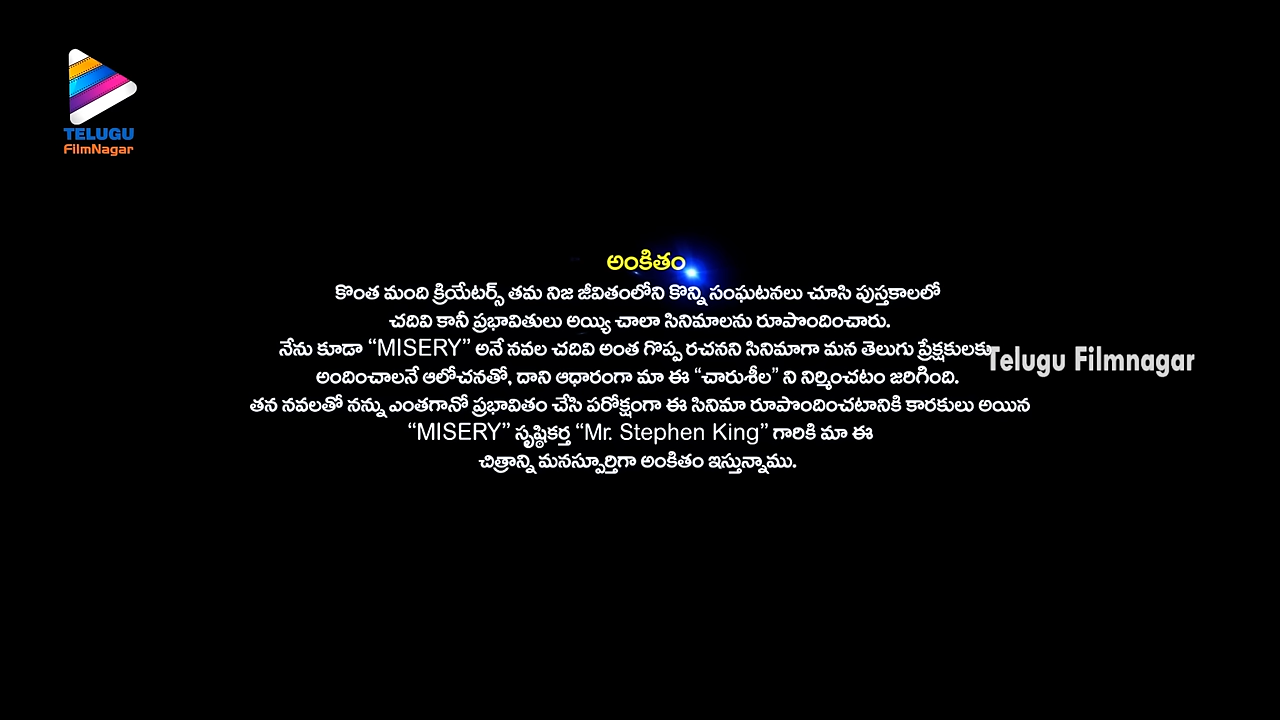 TELUGU
FilmNagar
అంకితం
కొంత మంది క్రియేటర్స్ తమ నిజ జీవితంలోని కొన్ని సంఘటనలు చూసి పుస్తకాలలో
చదివి కానీ ప్రభావితులు అయ్యి చాలా సినిమాలను రూపొందించారు.
నేను కూడా “MISERY” అనే నవల చదివి అంత గొప్ప రచనని సినిమాగా మన తెలుగు ప్రేక్షకులకు
Telugu Filmnagar
అందించాలనే ఆలోచనతో, దాని ఆధారంగా మా ఈ “చారుశీల” ని నిర్మించటం జరిగింది.
తన నవలతో నన్ను ఎంతగానో ప్రభావితం చేసి పరోక్షంగా ఈ సినిమా రూపొందించటానికి కారకులు అయిన
“MISERY” సృష్ఠికర్త “Mr. Stephen King” గారికి మా ఈ
చిత్రాన్ని మనస్పూర్తిగా అంకితం ఇస్తున్నాము.